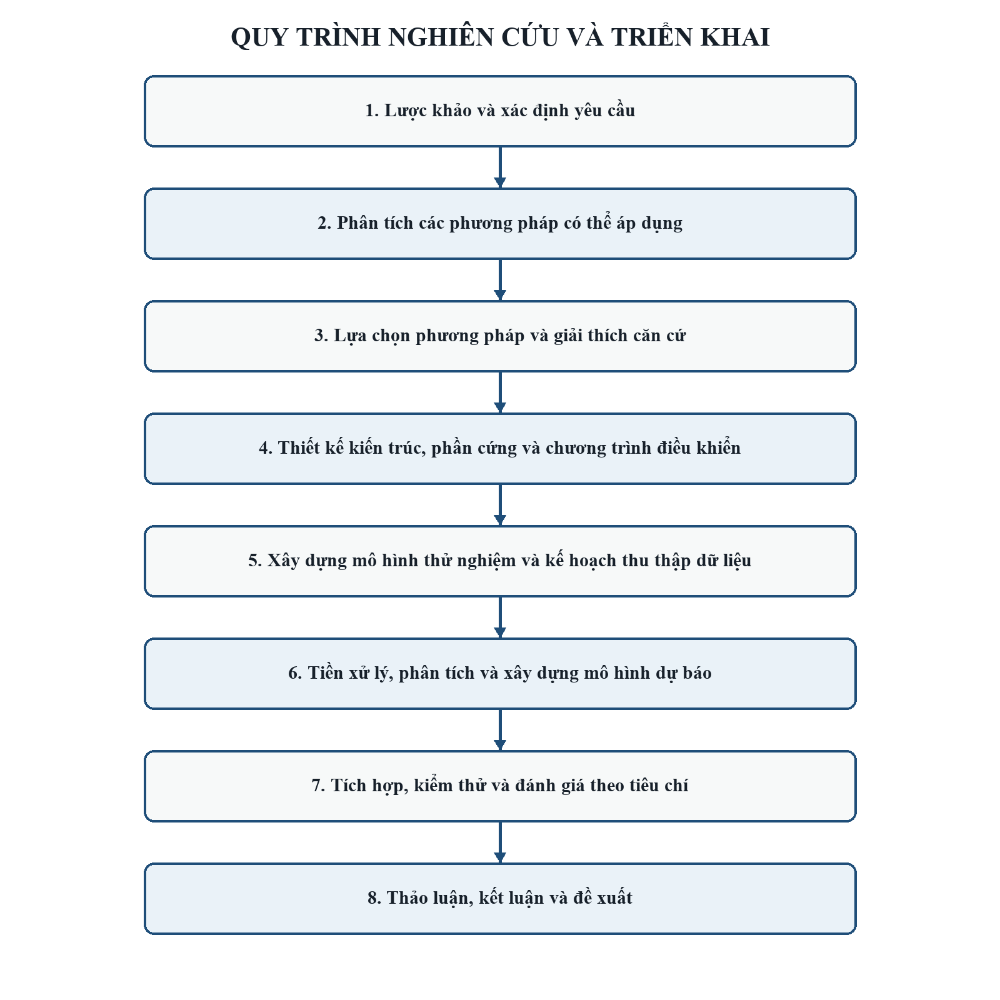 QUY TRÌNH NGHIÊN CỨU VÀ TRIỂN KHAI
1. Lược khảo và xác định yêu cầu
2. Phân tích các phương pháp có thể áp dụng
3. Lựa chọn phương pháp và giải thích căn cứ
4. Thiết kế kiến trúc, phần cứng và chương trình điều khiển
5. Xây dựng mô hình thử nghiệm và kế hoạch thu thập dữ liệu
6. Tiền xử lý, phân tích và xây dựng mô hình dự báo
7. Tích hợp, kiểm thử và đánh giá theo tiêu chí
8. Thảo luận, kết luận và đề xuất